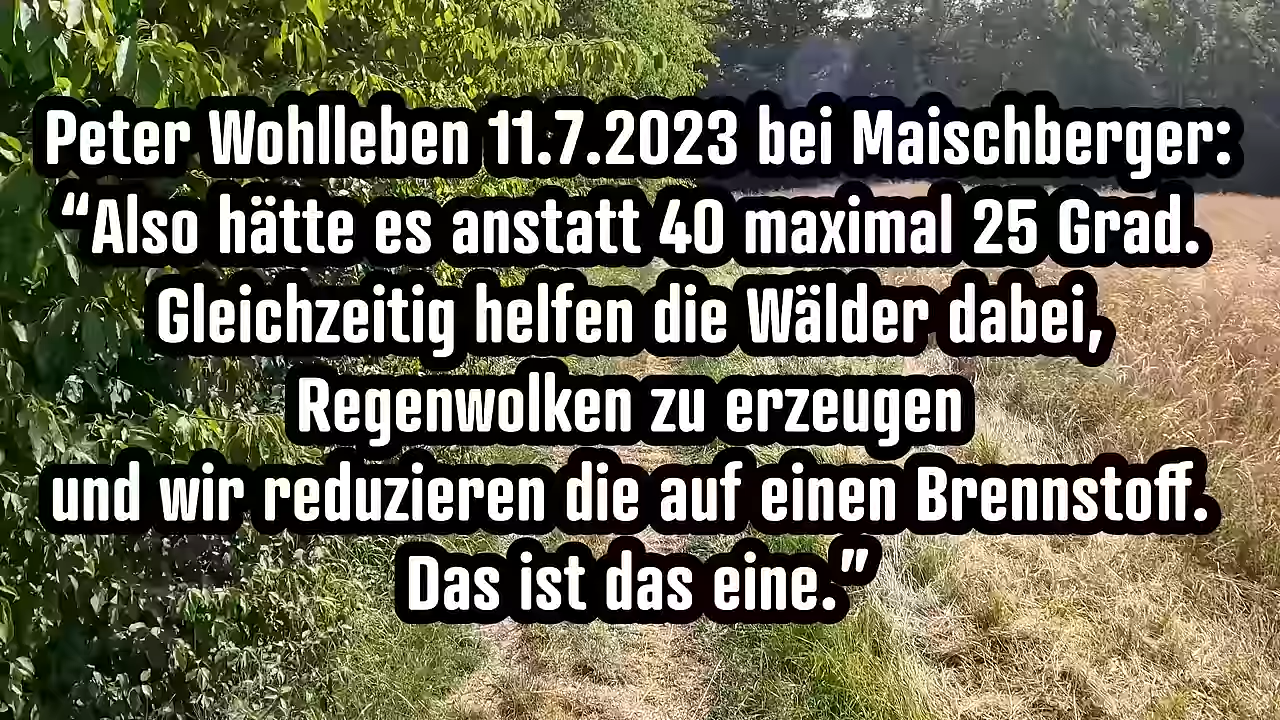 Peter Wohlleben 11.7.2023 bei Maischberger:
“Also hätte es anstatt 40 maximal 25 Grad.
Gleichzeitig helfen die Wälder dabei,
Regenwolken zu erzeugen
und wir reduzieren die auf einen Brennstoff.
Das ist das eine.”